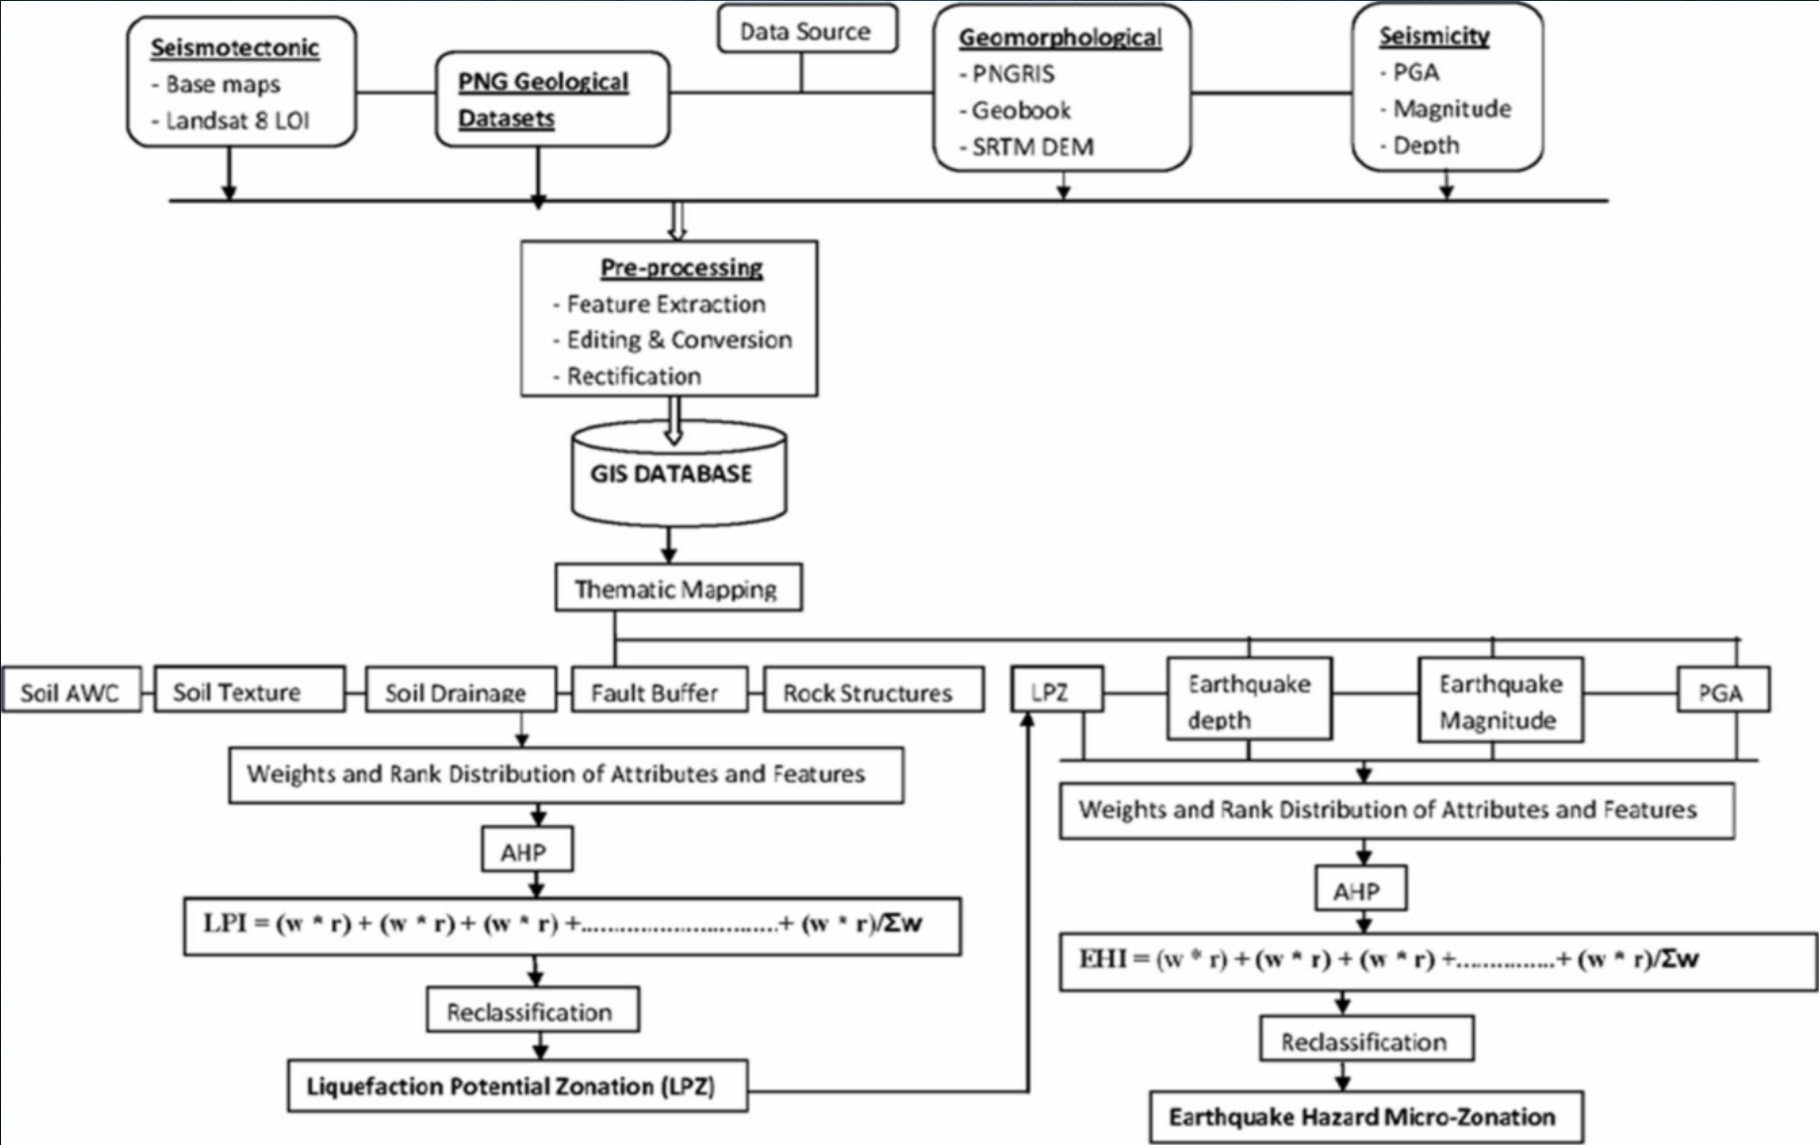 Data Source
Seismotectonic
- Base maps
- Landsat 8 LOI
PNG Geological
Datasets
Geomorphological
- PNGRIS
- Geobook
- SRTM DEM
Seismicity
- PGA
- Magnitude
- Depth
Pre-processing
- Feature Extraction
- Editing & Conversion
- Rectification
GIS DATABASE
Thematic Mapping
Soil AWC
Soil Texture
Soil Drainage
Fault Buffer
Rock Structures
LPZ
Earthquake
depth
Earthquake
Magnitude
PGA
Weights and Rank Distribution of Attributes and Features
AHP
LPI = (w * r) + (w * r) + (w * r) +.................................+ (w * r)/Σw
Reclassification
Liquefaction Potential Zonation (LPZ)
Weights and Rank Distribution of Attributes and Features
AHP
EHI = (w * r) + (w * r) + (w * r) +...............+ (w * r)/Σw
Reclassification
Earthquake Hazard Micro-Zonation